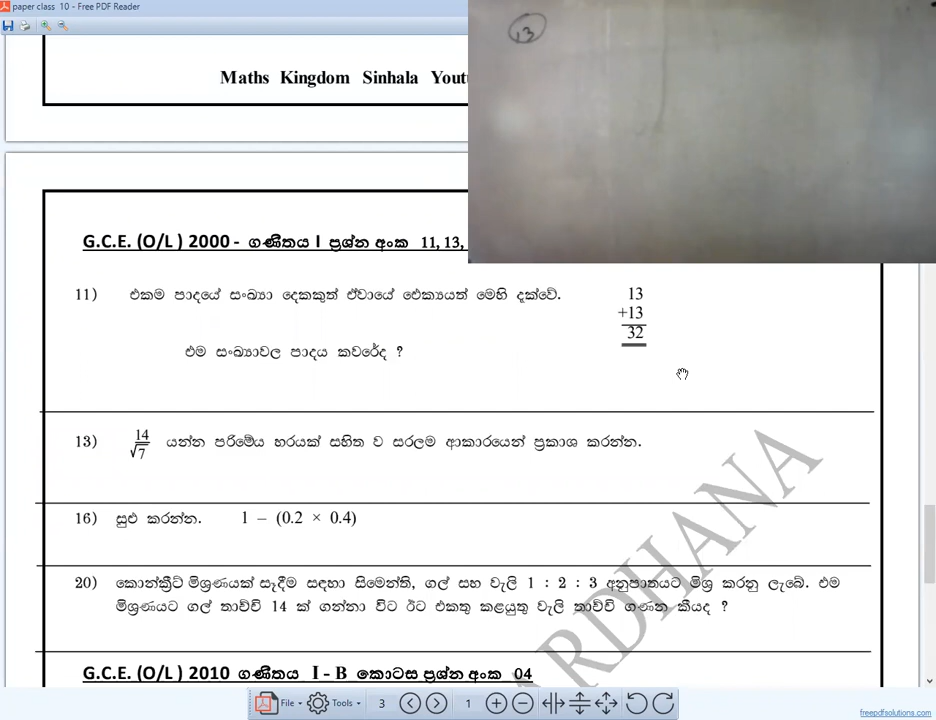 paper class 10 - Free PDF Reader
13
Maths Kingdom Sinhala Yout
G.C.E. (O/L ) 2000 - ගණිතය I ප්‍රශ්න අංක 11, 13,
11) එකම පාදයේ සංඛ්‍යා දෙකකුත් ඒවායේ ඓක්‍යයත් මෙහි දක්වේ.
13
+13
32
එම සංඛ්‍යාවල පාදය කවරේද ?
13) 14/√7 යන්න පරිමේය හරයක් සහිත ව සරලම ආකාරයෙන් ප්‍රකාශ කරන්න.
16) සුළු කරන්න. 1 – (0.2 × 0.4)
20) කොන්ක්‍රීට් මිශ්‍රණයක් සෑදීම සඳහා සිමෙන්ති, ගල් සහ වැලි 1 : 2 : 3 අනුපාතයට මිශ්‍ර කරනු ලැබේ. එම
මිශ්‍රණයට ගල් තාච්චි 14 ක් ගන්නා විට ඊට එකතු කළයුතු වැලි තාච්චි ගණන කීයද ?
ARDHANA
G.C.E. (O/L ) 2010 ගණිතය I - B කොටස ප්‍රශ්න අංක 04
File Tools 3 1
freepdfsolutions.com